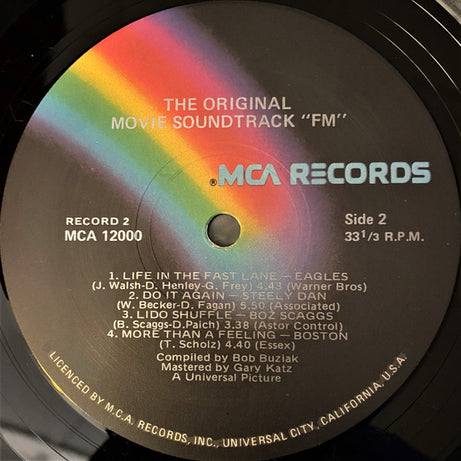 THE ORIGINAL
MOVIE SOUNDTRACK "FM"
®MCA RECORDS
RECORD 2
MCA 12000
Side 2
33 1/3 R.P.M.
1. LIFE IN THE FAST LANE — EAGLES
(J. Walsh-D. Henley-G. Frey) 4.43 (Warner Bros)
2. DO IT AGAIN — STEELY DAN
(W. Becker-D. Fagan) 5.50 (Associated)
3. LIDO SHUFFLE — BOZ SCAGGS
(B. Scaggs-D.Paich) 3.38 (Astor Control)
4. MORE THAN A FEELING — BOSTON
(T. Scholz) 4.40 (Essex)
Compiled by Bob Buziak
Mastered by Gary Katz
A Universal Picture
LICENCED BY M.C.A. RECORDS, INC., UNIVERSAL CITY, CALIFORNIA, U.S.A.